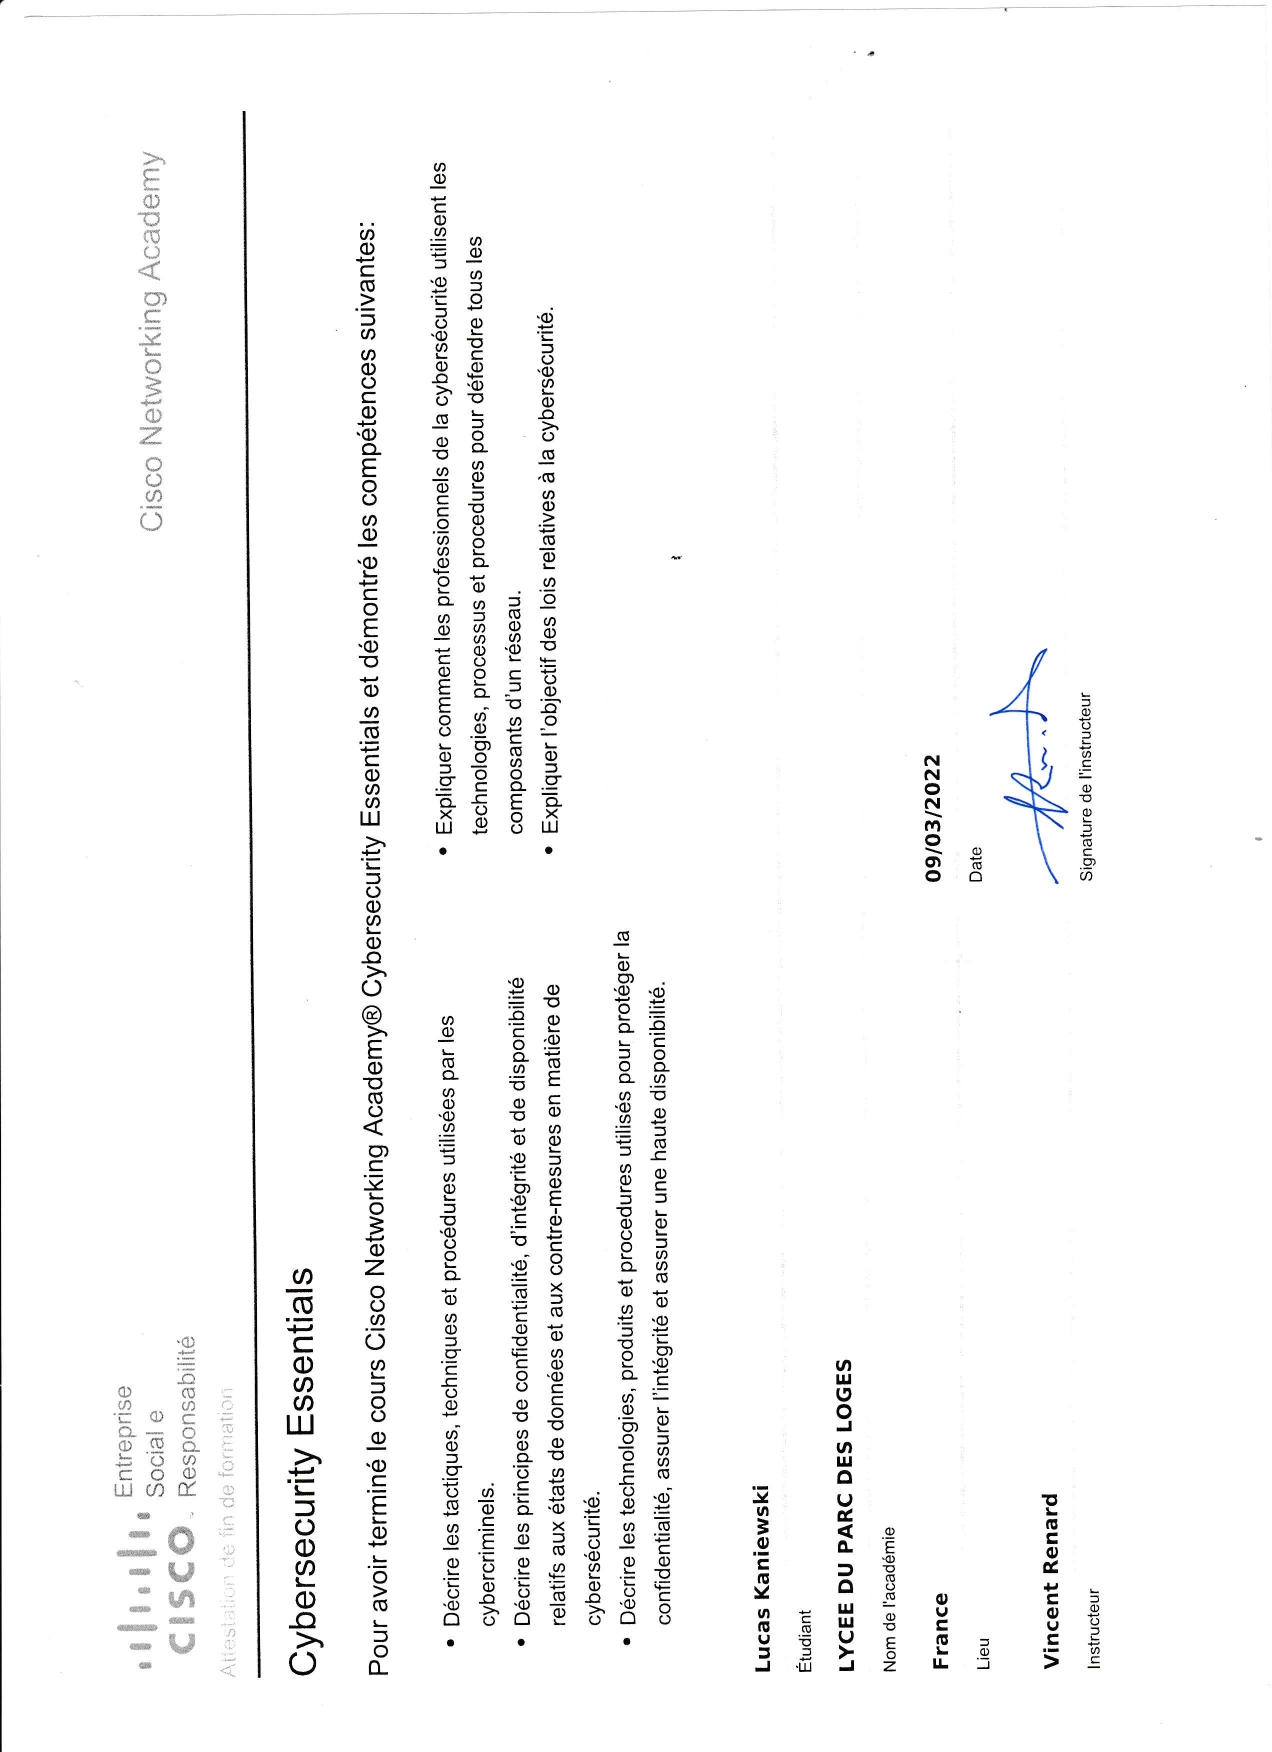 CISCO
Entreprise
Social e
Responsabilité
Cisco Networking Academy
Attestation de fin de formation
Cybersecurity Essentials
Pour avoir terminé le cours Cisco Networking Academy® Cybersecurity Essentials et démontré les compétences suivantes:
• Décrire les tactiques, techniques et procédures utilisées par les
cybercriminels.
• Décrire les principes de confidentialité, d'intégrité et de disponibilité
relatifs aux états de données et aux contre-mesures en matière de
cybersécurité.
• Décrire les technologies, produits et procedures utilisés pour protéger la
confidentialité, assurer l'intégrité et assurer une haute disponibilité.
• Expliquer comment les professionnels de la cybersécurité utilisent les
technologies, processus et procedures pour défendre tous les
composants d'un réseau.
• Expliquer l'objectif des lois relatives à la cybersécurité.
Lucas Kaniewski
Étudiant
LYCEE DU PARC DES LOGES
Nom de l'académie
France
Lieu
09/03/2022
Date
Vincent Renard
Instructeur
Signature de l'instructeur